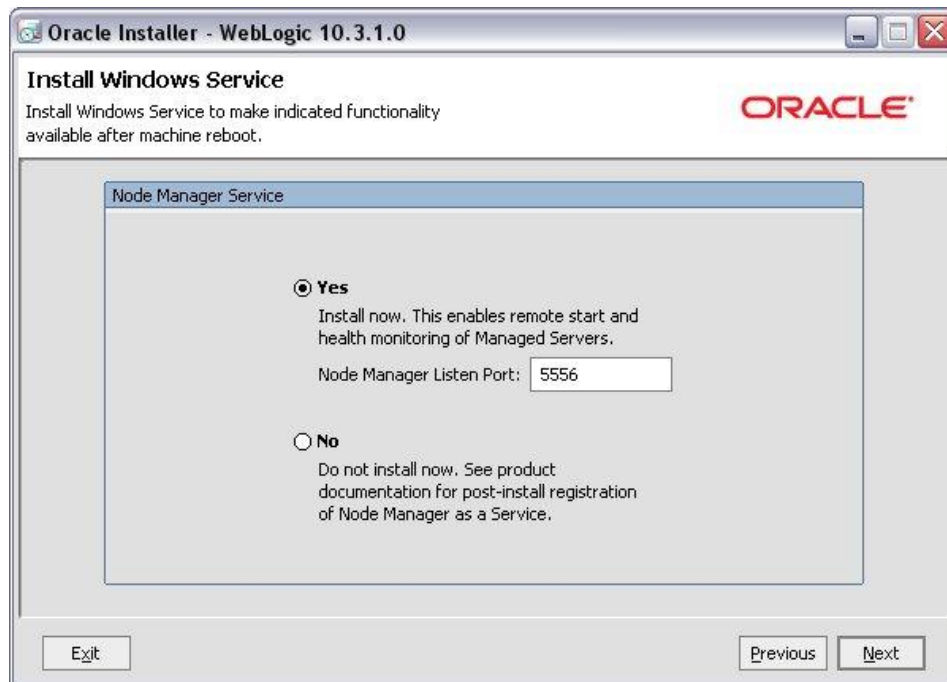 Oracle Installer - WebLogic 10.3.1.0
Install Windows Service
Install Windows Service to make indicated functionality
available after machine reboot.
ORACLE
Node Manager Service
Yes
Install now. This enables remote start and
health monitoring of Managed Servers.
Node Manager Listen Port: 5556
No
Do not install now. See product
documentation for post-install registration
of Node Manager as a Service.
Exit Previous Next